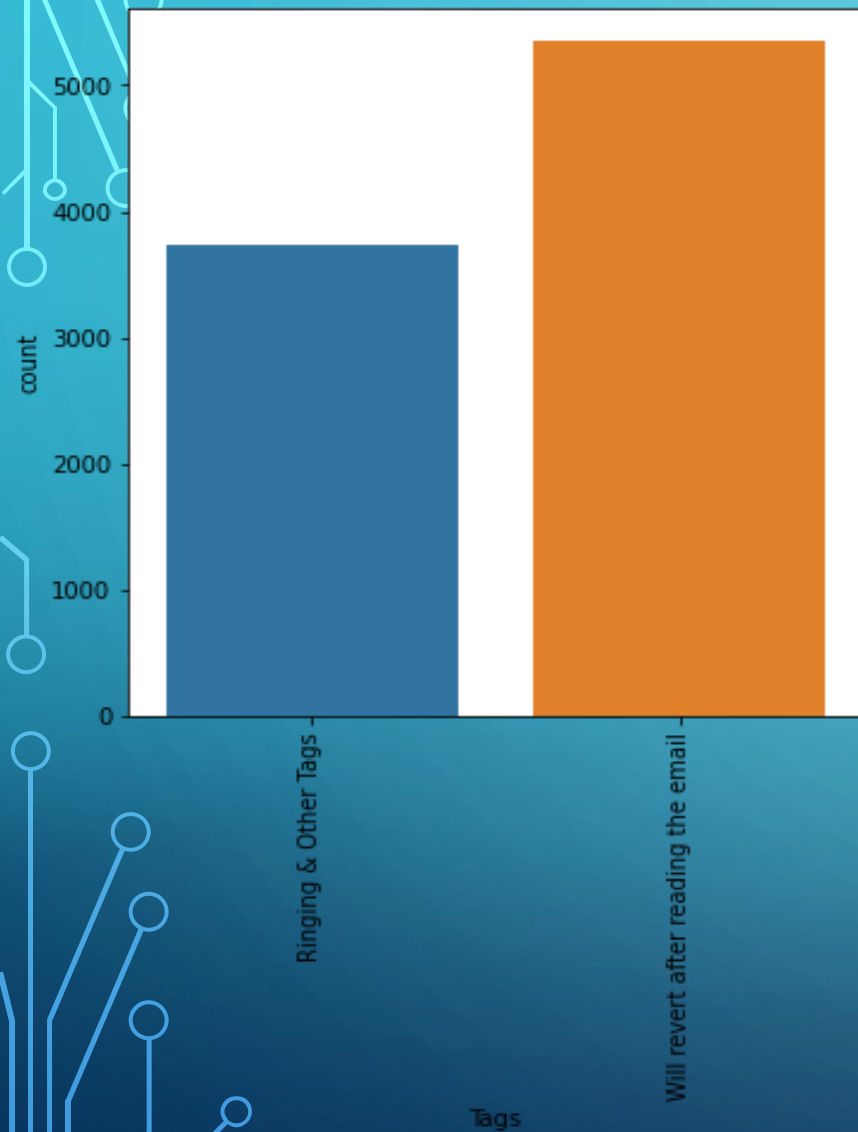 5000
4000
3000
2000
1000
0
count
Ringing & Other Tags
Will revert after reading the email
Tags